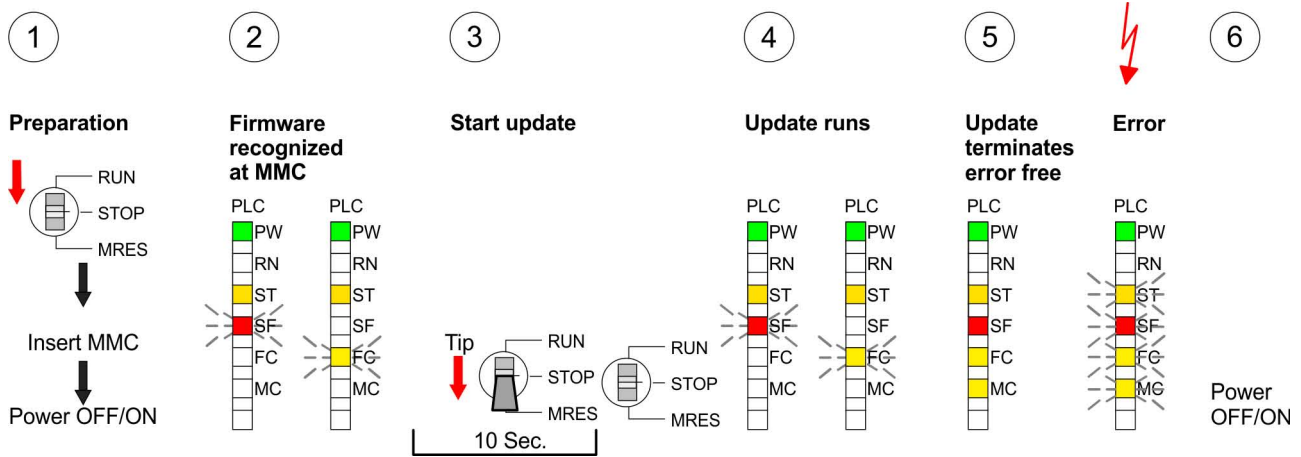 1
Preparation
RUN
STOP
MRES
Insert MMC
Power OFF/ON
2
Firmware
recognized
at MMC
PLC
PW
RN
ST
SF
FC
MC
PLC
PW
RN
ST
SF
FC
MC
3
Start update
Tip
RUN
STOP
MRES
10 Sec.
RUN
STOP
MRES
4
Update runs
PLC
PW
RN
ST
SF
FC
MC
PLC
PW
RN
ST
SF
FC
MC
5
Update
terminates
error free
PLC
PW
RN
ST
SF
FC
MC
Error
PLC
PW
RN
ST
SF
FC
MC
6
Power
OFF/ON